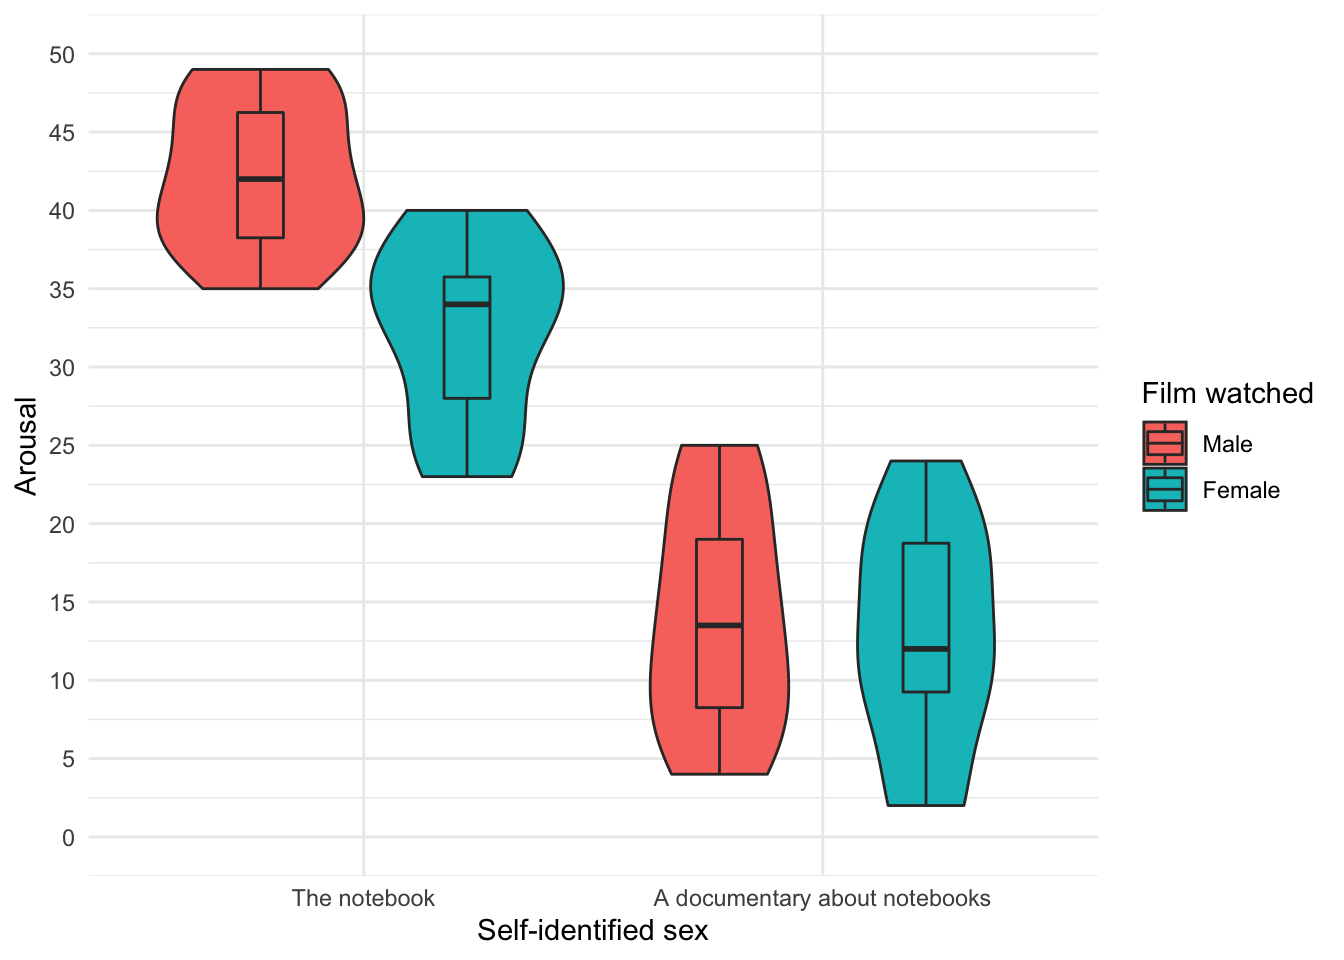 50
45
40
35
30
25
20
15
10
5
0
Arousal
The notebook
A documentary about notebooks
Self-identified sex
Film watched
Male
Female